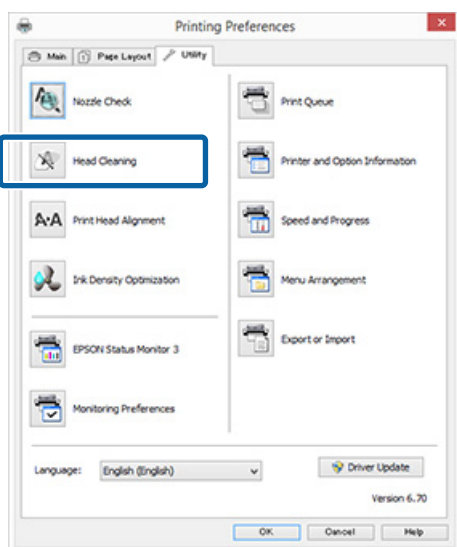 Printing Preferences
Main
Page Layout
Utility
Nozzle Check
Print Queue
Head Cleaning
Printer and Option Information
A·A
Print Head Alignment
Speed and Progress
Ink Density Optimization
Menu Arrangement
EPSON Status Monitor 3
Export or Import
Monitoring Preferences
Language:
English (English)
Driver Update
Version 6.70
OK
Cancel
Help